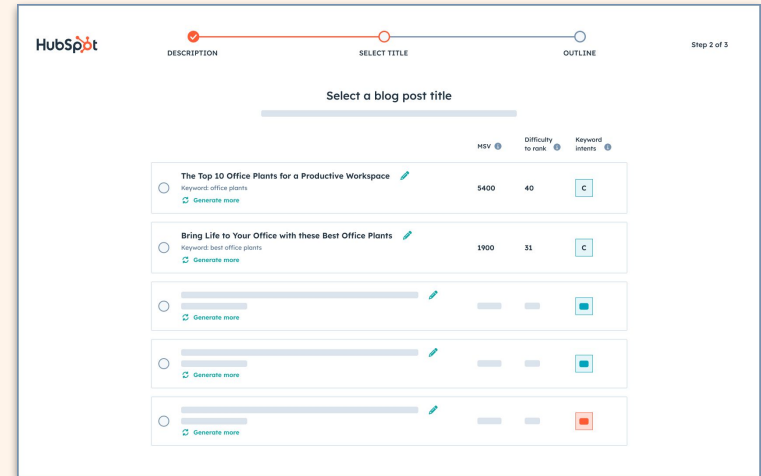 HubSpot
DESCRIPTION
SELECT TITLE
OUTLINE
Step 2 of 3
Select a blog post title
MSV
Difficulty
to rank
Keyword
intents
The Top 10 Office Plants for a Productive Workspace
Keyword: office plants
Generate more
5400
40
C
Bring Life to Your Office with these Best Office Plants
Keyword: best office plants
Generate more
1900
31
C
Generate more
Generate more
Generate more